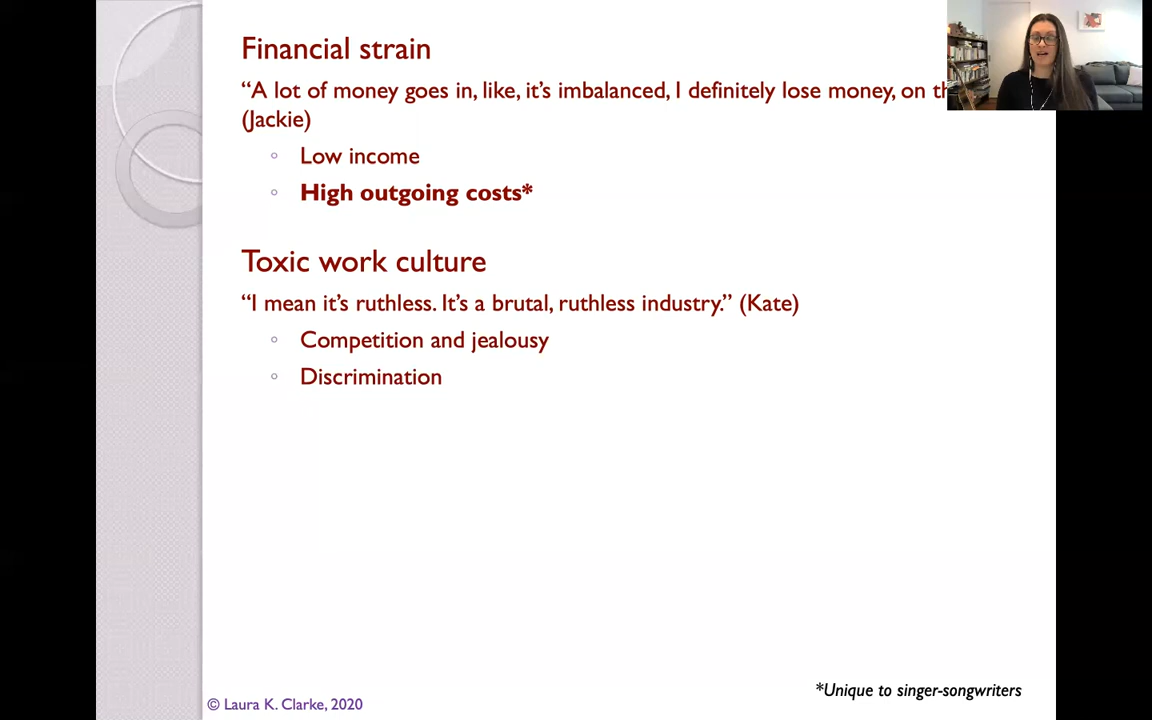 Financial strain
“A lot of money goes in, like, it’s imbalanced, I definitely lose money, on
(Jackie)
◦ Low income
◦ High outgoing costs*
Toxic work culture
“I mean it’s ruthless. It’s a brutal, ruthless industry.” (Kate)
◦ Competition and jealousy
◦ Discrimination
*Unique to singer-songwriters
© Laura K. Clarke, 2020